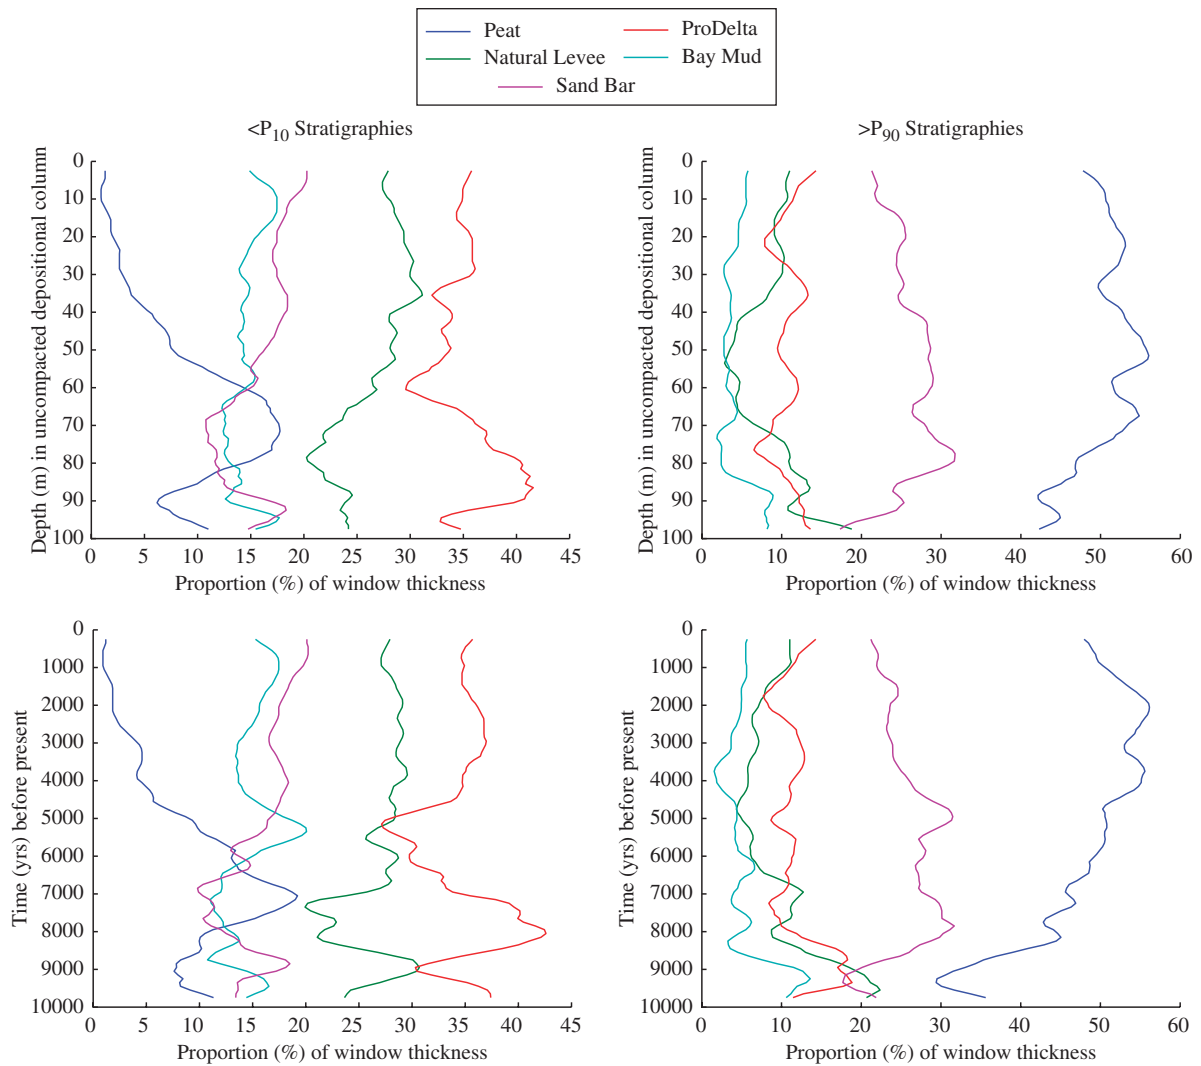 Peat
ProDelta
Natural Levee
Bay Mud
Sand Bar
<P10 Stratigraphies
>P90 Stratigraphies
Depth (m) in uncompacted depositional column
0
10
20
30
40
50
60
70
80
90
100
0 5 10 15 20 25 30 35 40 45
Proportion (%) of window thickness
Depth (m) in uncompacted depositional column
0
10
20
30
40
50
60
70
80
90
100
0 10 20 30 40 50 60
Proportion (%) of window thickness
Time (yrs) before present
0
1000
2000
3000
4000
5000
6000
7000
8000
9000
10000
0 5 10 15 20 25 30 35 40 45
Proportion (%) of window thickness
Time (yrs) before present
0
1000
2000
3000
4000
5000
6000
7000
8000
9000
10000
0 10 20 30 40 50 60
Proportion (%) of window thickness